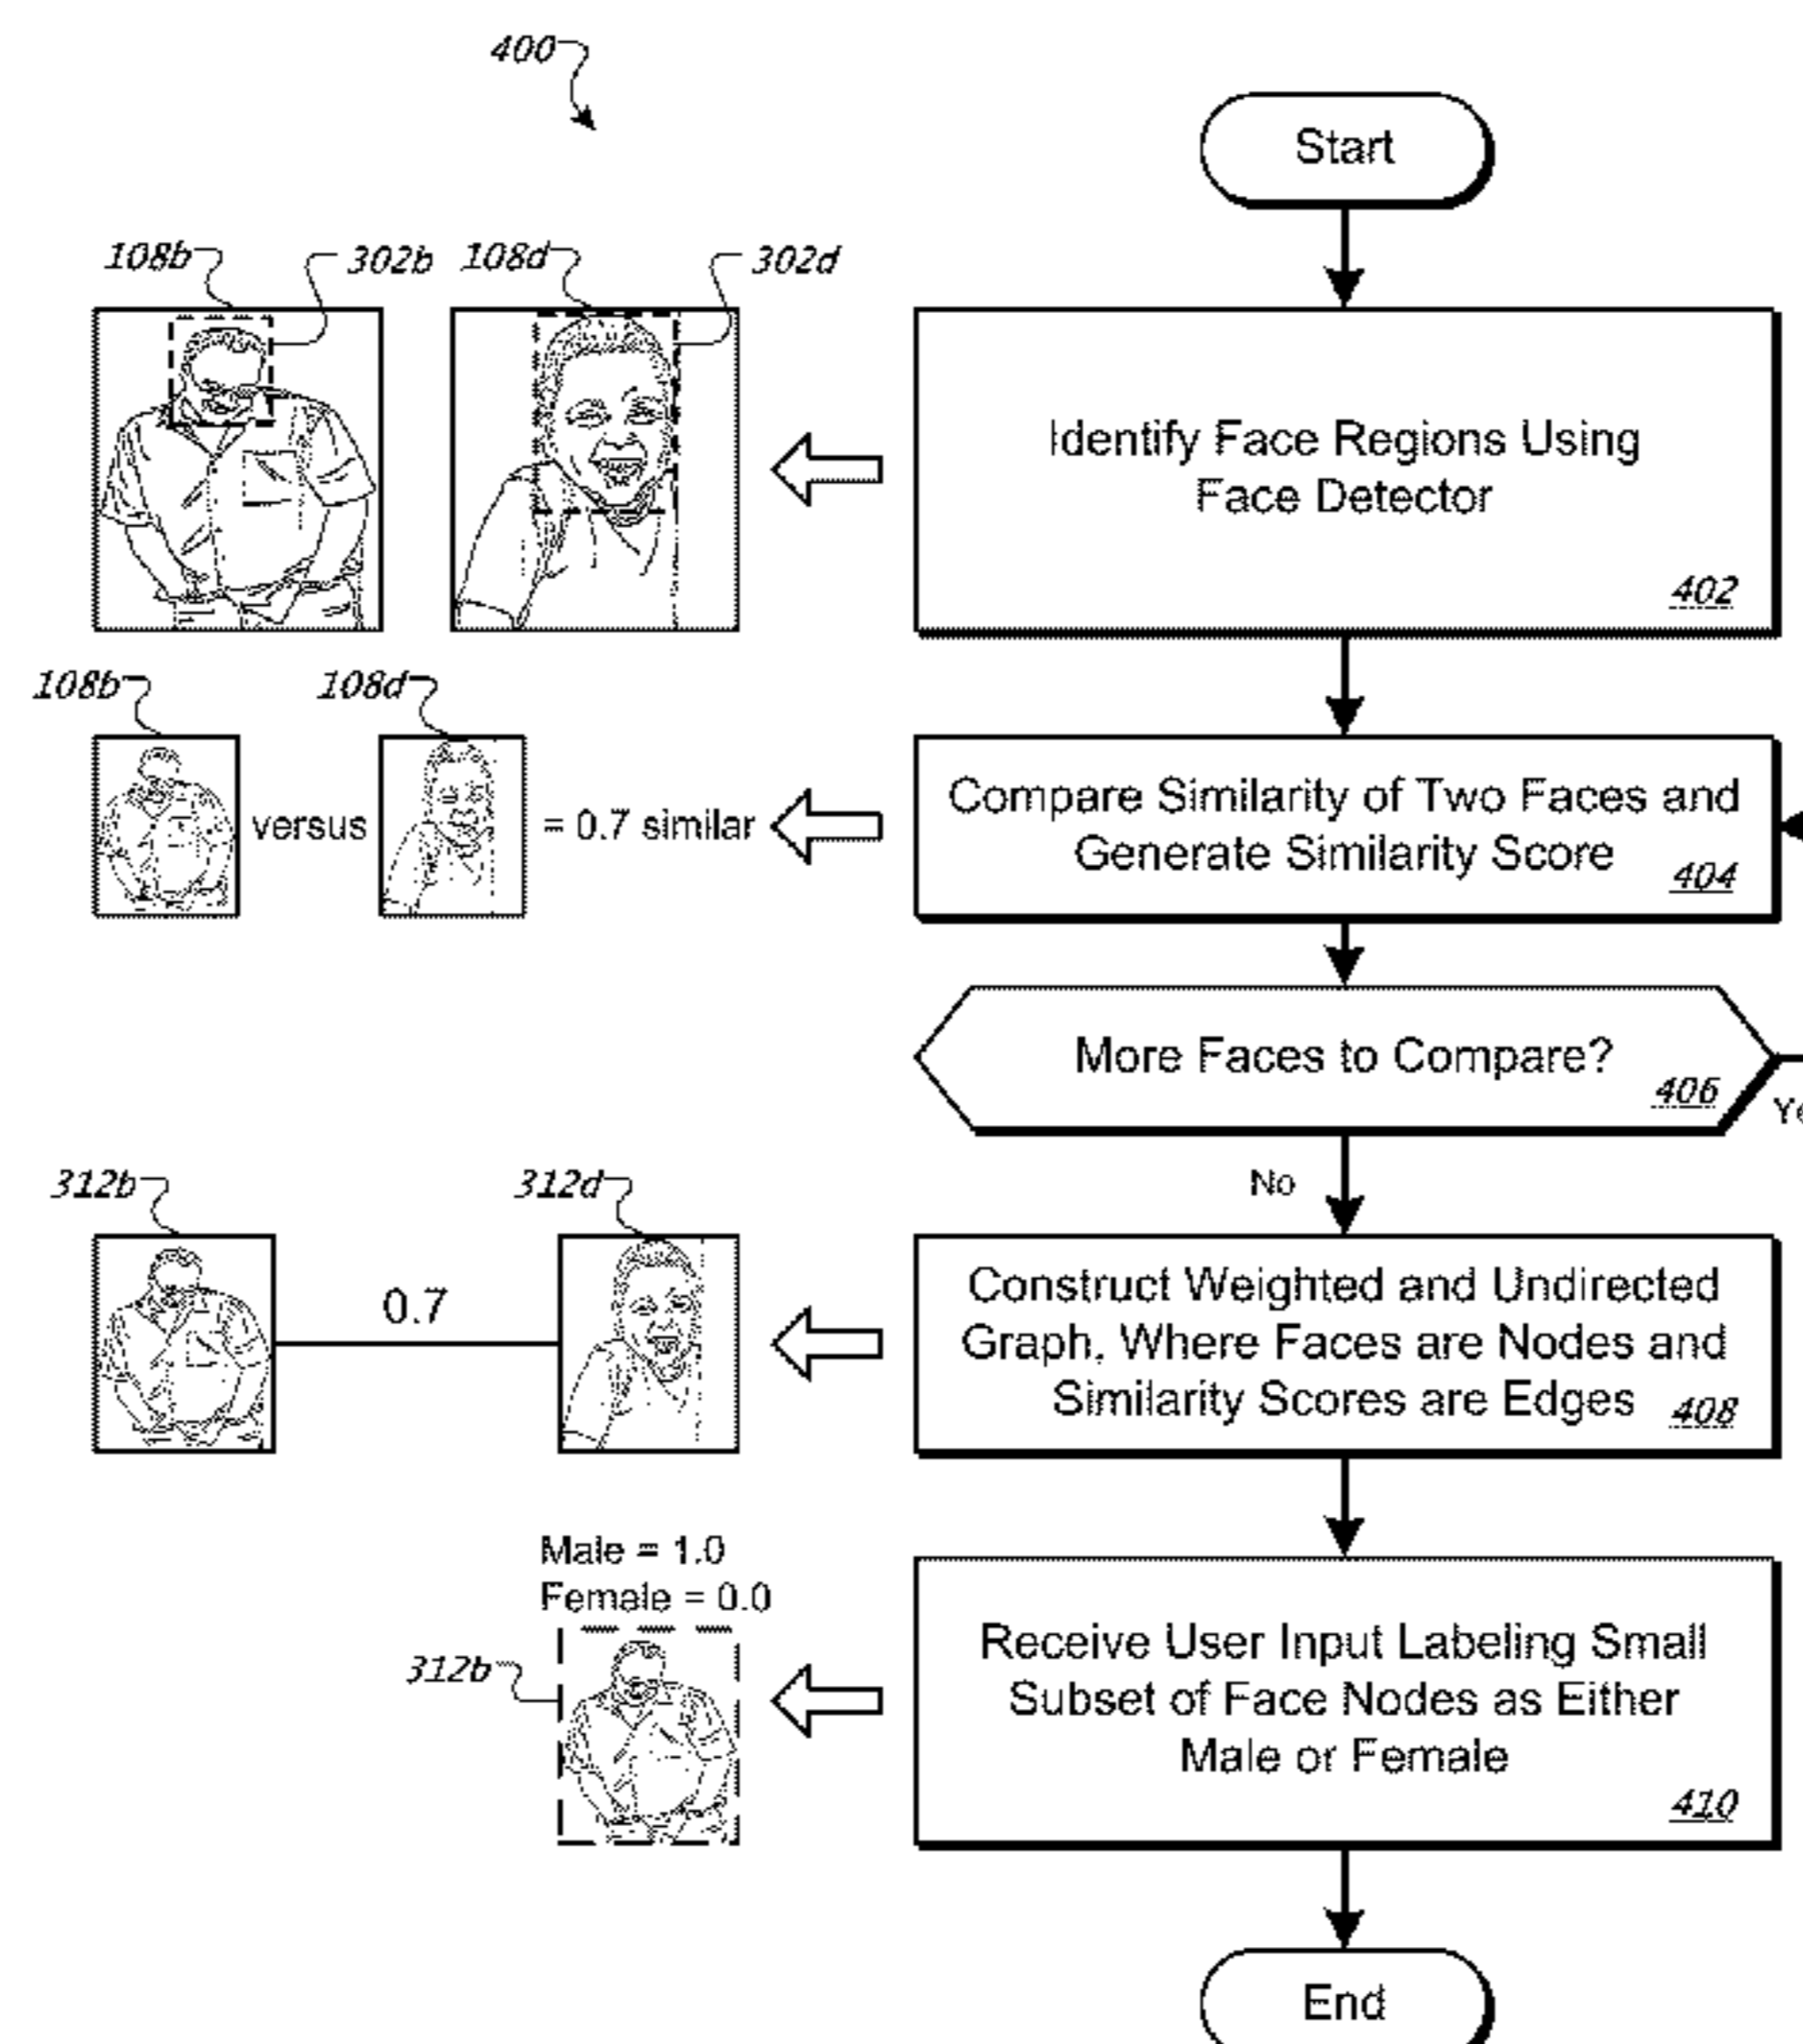 400
Start
108b
302b
108d
302d
Identify Face Regions Using
Face Detector
402
108b
108d
versus
= 0.7 similar
Compare Similarity of Two Faces and
Generate Similarity Score
404
More Faces to Compare?
406
No
312b
312d
0.7
Construct Weighted and Undirected
Graph, Where Faces are Nodes and
Similarity Scores are Edges
408
Male = 1.0
Female = 0.0
312b
Receive User Input Labeling Small
Subset of Face Nodes as Either
Male or Female
410
End